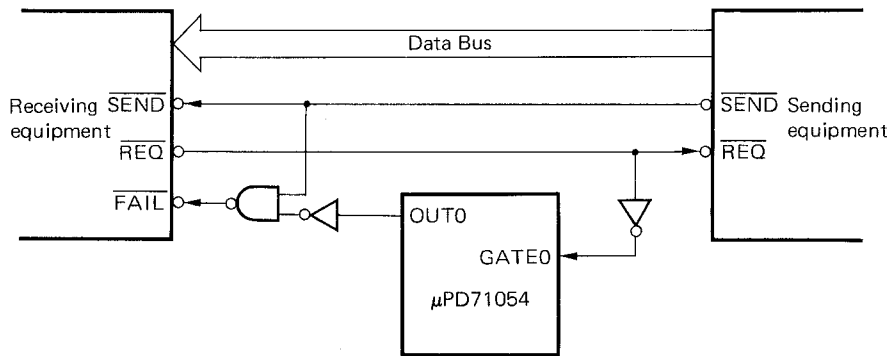 Data Bus
Receiving
equipment
SEND
REQ
FAIL
SEND
Sending
equipment
REQ
OUT0
GATE0
μPD71054